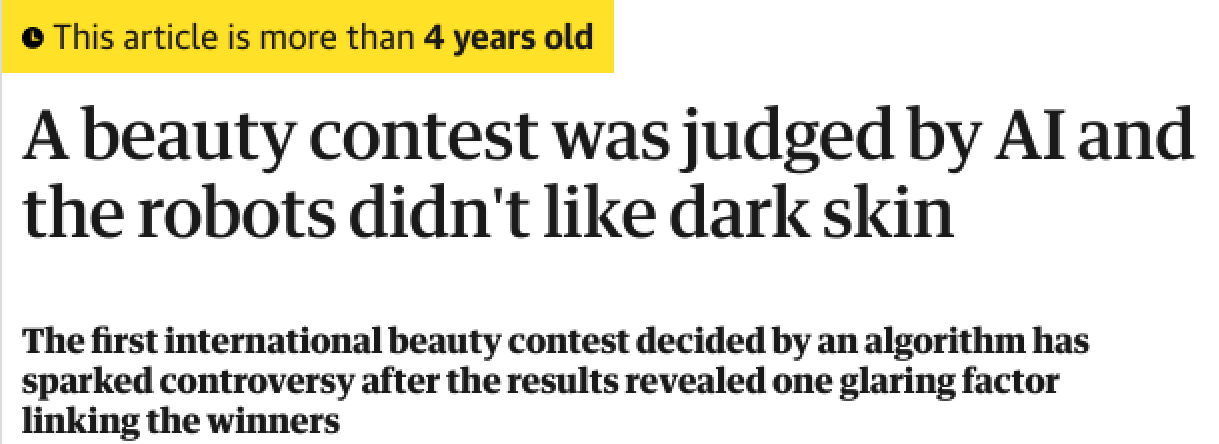 This article is more than 4 years old
A beauty contest was judged by AI and
the robots didn't like dark skin
The first international beauty contest decided by an algorithm has
sparked controversy after the results revealed one glaring factor
linking the winners